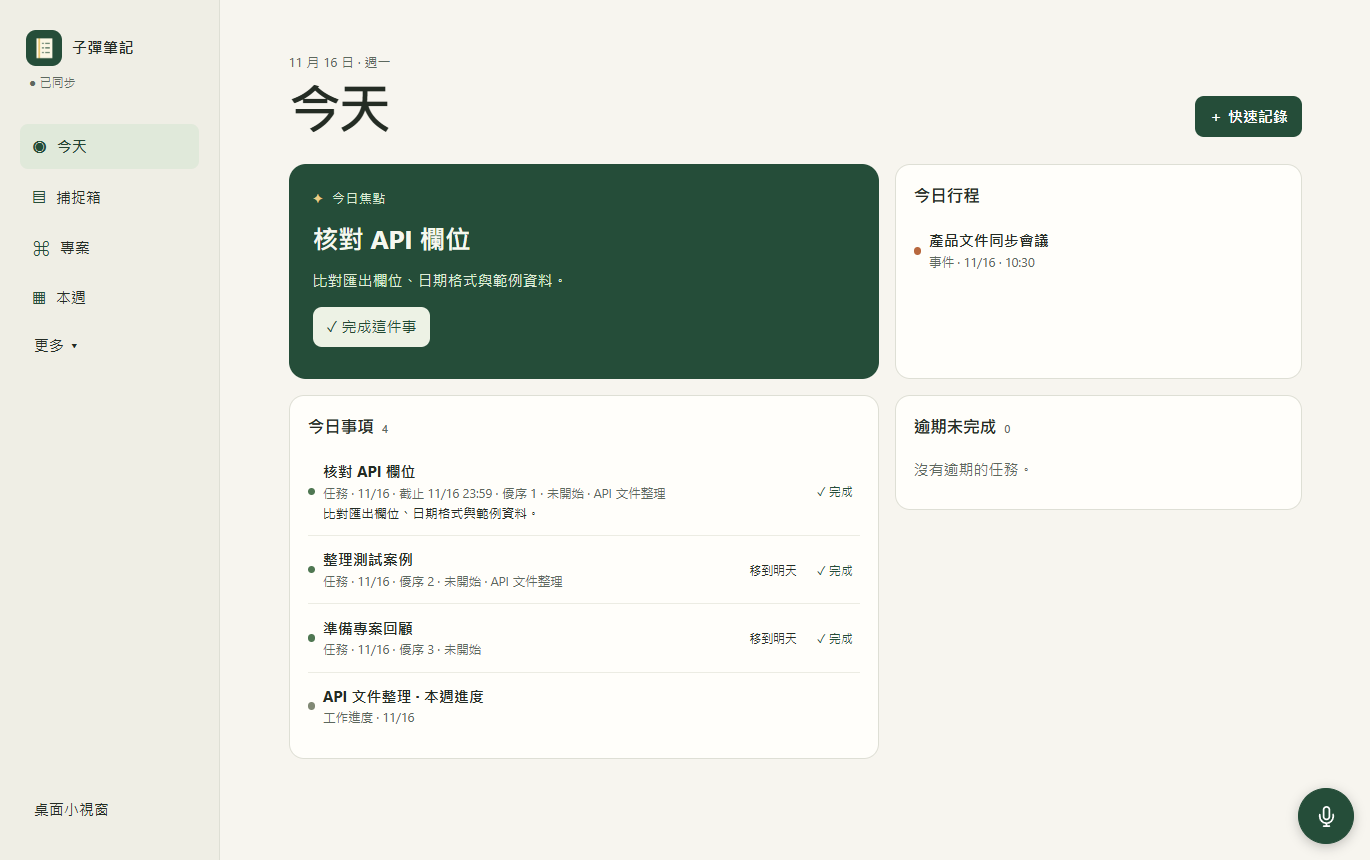 子彈筆記
● 已同步
今天
捕捉箱
專案
本週
更多 ▾
桌面小視窗
11 月 16 日 · 週一
今天
+ 快速記錄
✦ 今日焦點
核對 API 欄位
比對匯出欄位、日期格式與範例資料。
✓ 完成這件事
今日行程
產品文件同步會議
事件 · 11/16 · 10:30
今日事項 4
核對 API 欄位
任務 · 11/16 · 截止 11/16 23:59 · 優序 1 · 未開始 · API 文件整理
比對匯出欄位、日期格式與範例資料。
✓ 完成
整理測試案例
任務 · 11/16 · 優序 2 · 未開始 · API 文件整理
移到明天 ✓ 完成
準備專案回顧
任務 · 11/16 · 優序 3 · 未開始
移到明天 ✓ 完成
API 文件整理 · 本週進度
工作進度 · 11/16
逾期未完成 0
沒有逾期的任務。